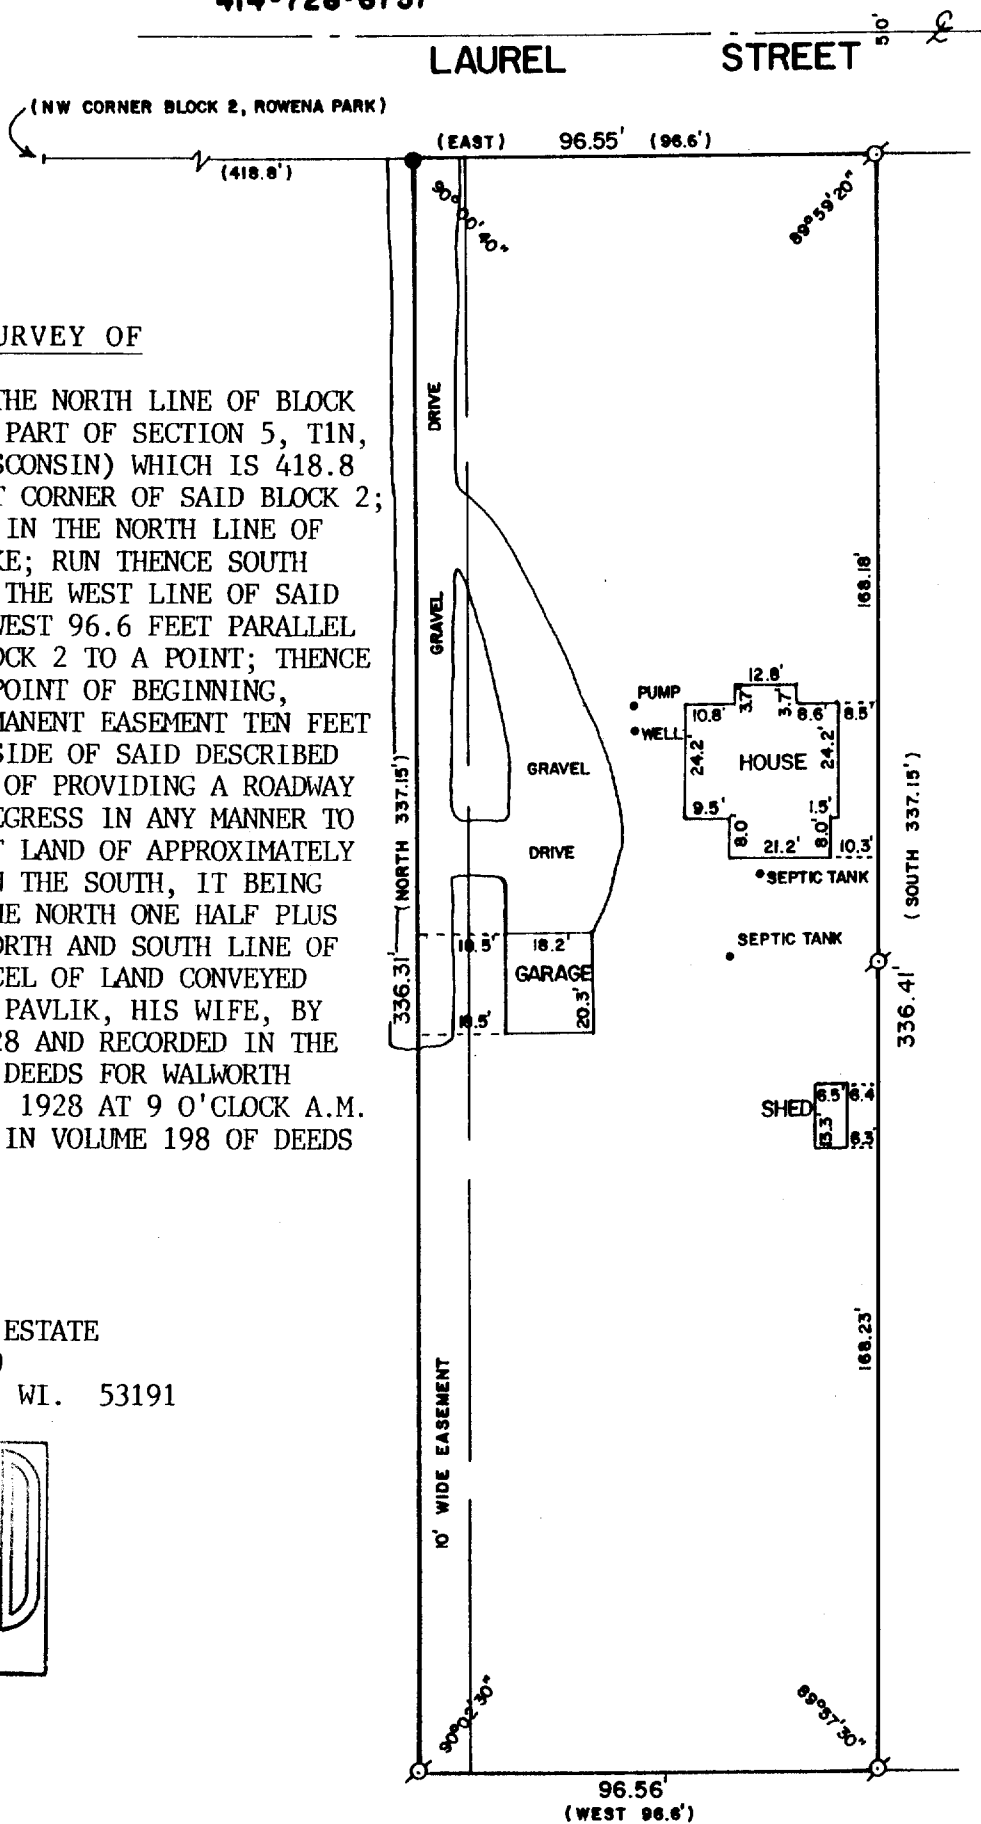 414-728-6757
LAUREL STREET
50'
(NW CORNER BLOCK 2, ROWENA PARK)
(418.8')
(EAST) 96.55' (96.6')
90°00'40"
89°59'20"
URVEY OF
THE NORTH LINE OF BLOCK
PART OF SECTION 5, T1N,
SCONSIN) WHICH IS 418.8
T CORNER OF SAID BLOCK 2;
IN THE NORTH LINE OF
KE; RUN THENCE SOUTH
THE WEST LINE OF SAID
WEST 96.6 FEET PARALLEL
OCK 2 TO A POINT; THENCE
POINT OF BEGINNING,
MANENT EASEMENT TEN FEET
SIDE OF SAID DESCRIBED
OF PROVIDING A ROADWAY
EGRESS IN ANY MANNER TO
T LAND OF APPROXIMATELY
N THE SOUTH, IT BEING
HE NORTH ONE HALF PLUS
ORTH AND SOUTH LINE OF
CEL OF LAND CONVEYED
PAVLIK, HIS WIFE, BY
28 AND RECORDED IN THE
DEEDS FOR WALWORTH
1928 AT 9 O'CLOCK A.M.
IN VOLUME 198 OF DEEDS
ESTATE
WI. 53191
DRIVE
GRAVEL
168.18'
PUMP
WELL
12.8'
3.7'
3.7'
10.8'
8.6'
8.5'
24.2
HOUSE
24.2'
9.5'
1.5'
8.0'
21.2'
8.0'
10.3'
GRAVEL
DRIVE
SEPTIC TANK
SEPTIC TANK
(NORTH 337.15')
336.31'
(SOUTH 337.15')
336.41'
18.5'
18.2'
GARAGE
20.3'
18.5'
SHED
6.5'
6.4
13.3
6.3'
168.23'
10' WIDE EASEMENT
90°02'30"
89°57'30"
96.56'
(WEST 96.6')